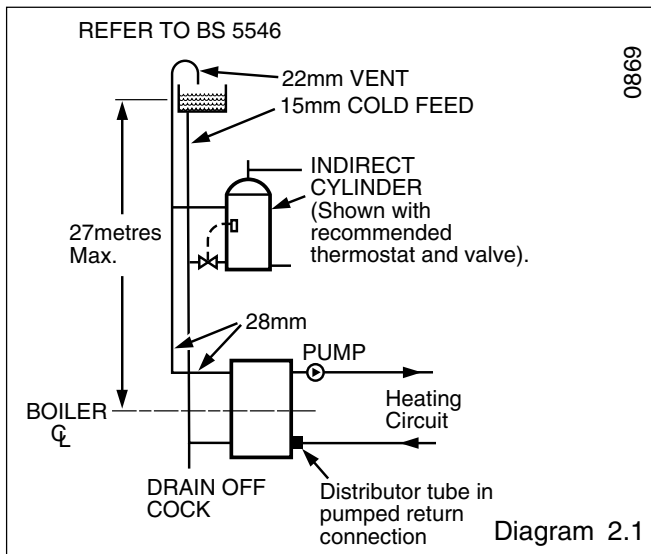 REFER TO BS 5546
0869
22mm VENT
15mm COLD FEED
INDIRECT
CYLINDER
(Shown with
recommended
thermostat and valve).
27metres
Max.
28mm
PUMP
Heating
Circuit
BOILER
℄
DRAIN OFF
COCK
Distributor tube in
pumped return
connection
Diagram 2.1